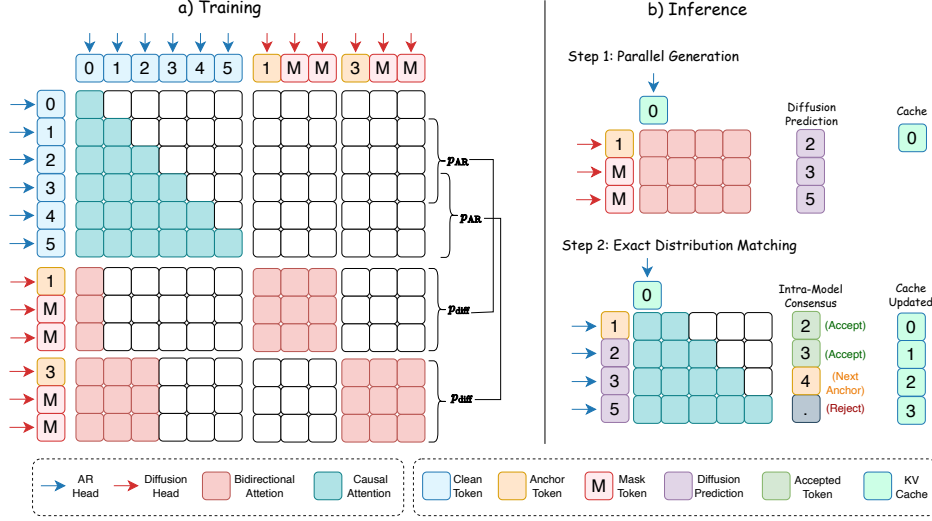 a) Training
0 1 2 3 4 5 1 M M 3 M M
0
1
2
3
4
5
p_AR
p_AR
1
M
M
p_diff
3
M
M
p_diff
b) Inference
Step 1: Parallel Generation
0
1
M
M
Diffusion
Prediction
2
3
5
Cache
0
Step 2: Exact Distribution Matching
0
1
2
3
5
Intra-Model
Consensus
2 (Accept)
3 (Accept)
4 (Next
Anchor)
. (Reject)
Cache
Updated
0
1
2
3
AR
Head
Diffusion
Head
Bidirectional
Attetion
Causal
Attention
Clean
Token
Anchor
Token
M
Mask
Token
Diffusion
Prediction
Accepted
Token
KV
Cache